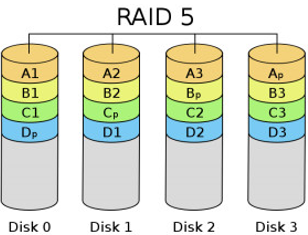 RAID 5
A1 A2 A3 Ap
B1 B2 Bp B3
C1 Cp C2 C3
Dp D1 D2 D3
Disk 0 Disk 1 Disk 2 Disk 3